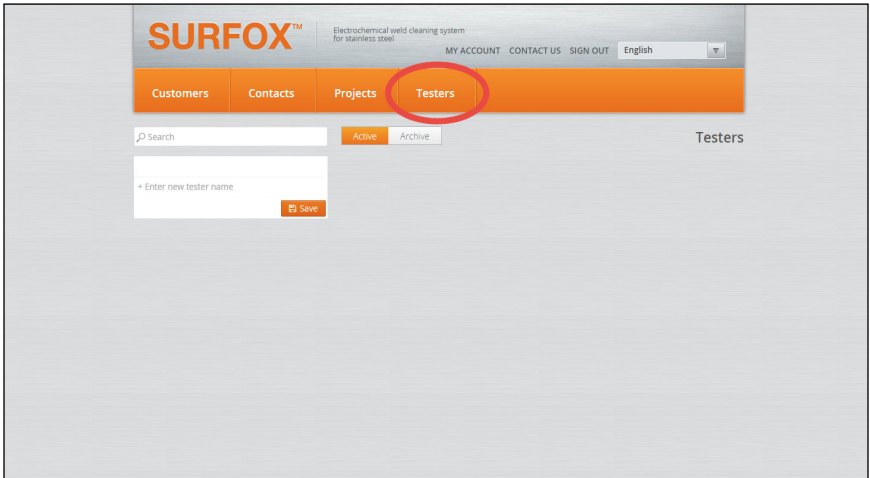 SURFOX™
Electrochemical weld cleaning system
for stainless steel
MY ACCOUNT CONTACT US SIGN OUT English
Customers Contacts Projects Testers
Search Active Archive Testers
+ Enter new tester name
Save